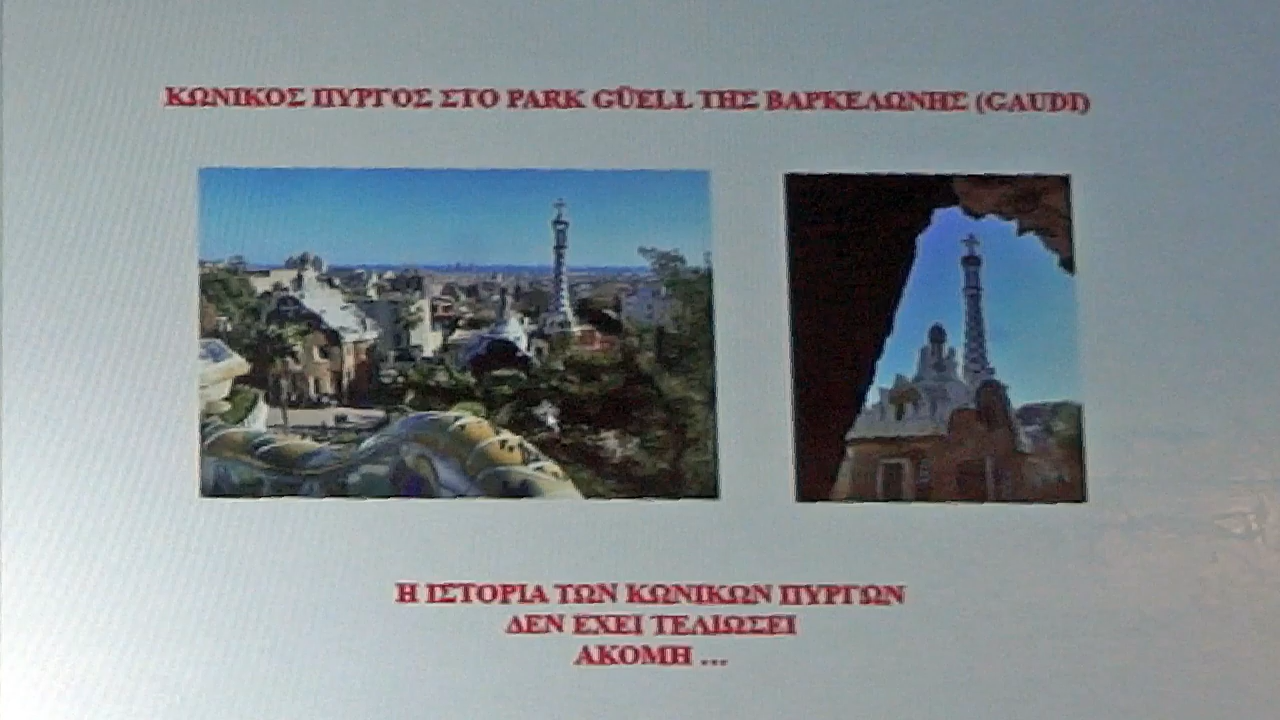 ΚΩΝΙΚΟΣ ΠΥΡΓΟΣ ΣΤΟ PARK GÜELL ΤΗΣ ΒΑΡΚΕΛΩΝΗΣ (GAUDI)
Η ΙΣΤΟΡΙΑ ΤΩΝ ΚΩΝΙΚΩΝ ΠΥΡΓΩΝ
ΔΕΝ ΕΧΕΙ ΤΕΛΙΩΣΕΙ
ΑΚΟΜΗ ...